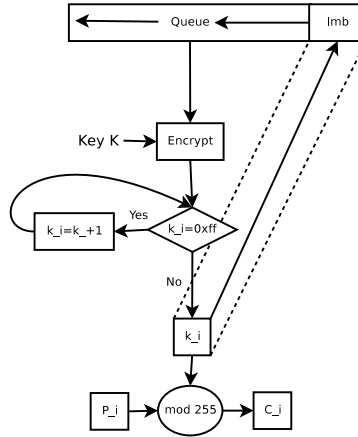 Queue
lmb
Key K
Encrypt
Yes
k_i=k_+1
k_i=0xff
No
k_i
P_i
mod 255
C_i